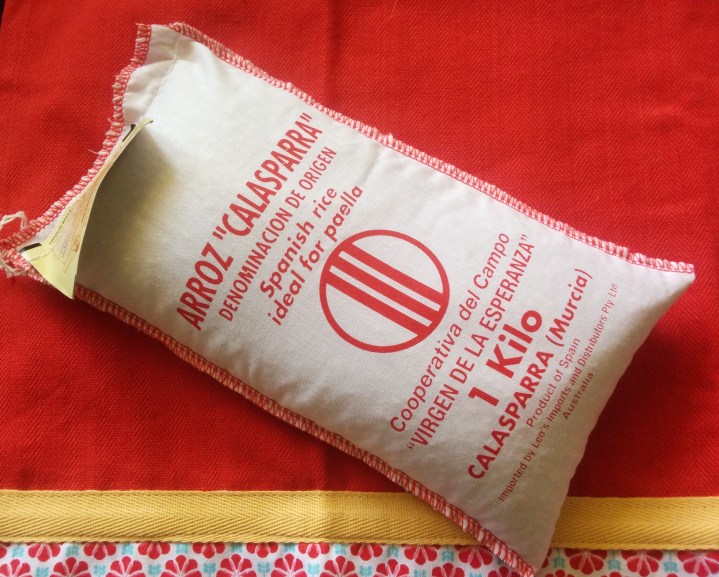 ARROZ "CALASPARRA"
DENOMINACION DE ORIGEN
Spanish rice
ideal for paella
Cooperativa del Campo
"VIRGEN DE LA ESPERANZA"
1 Kilo
CALASPARRA (Murcia)
Product of Spain
Imported by Leo's Imports and Distributors Pty Ltd.
Australia